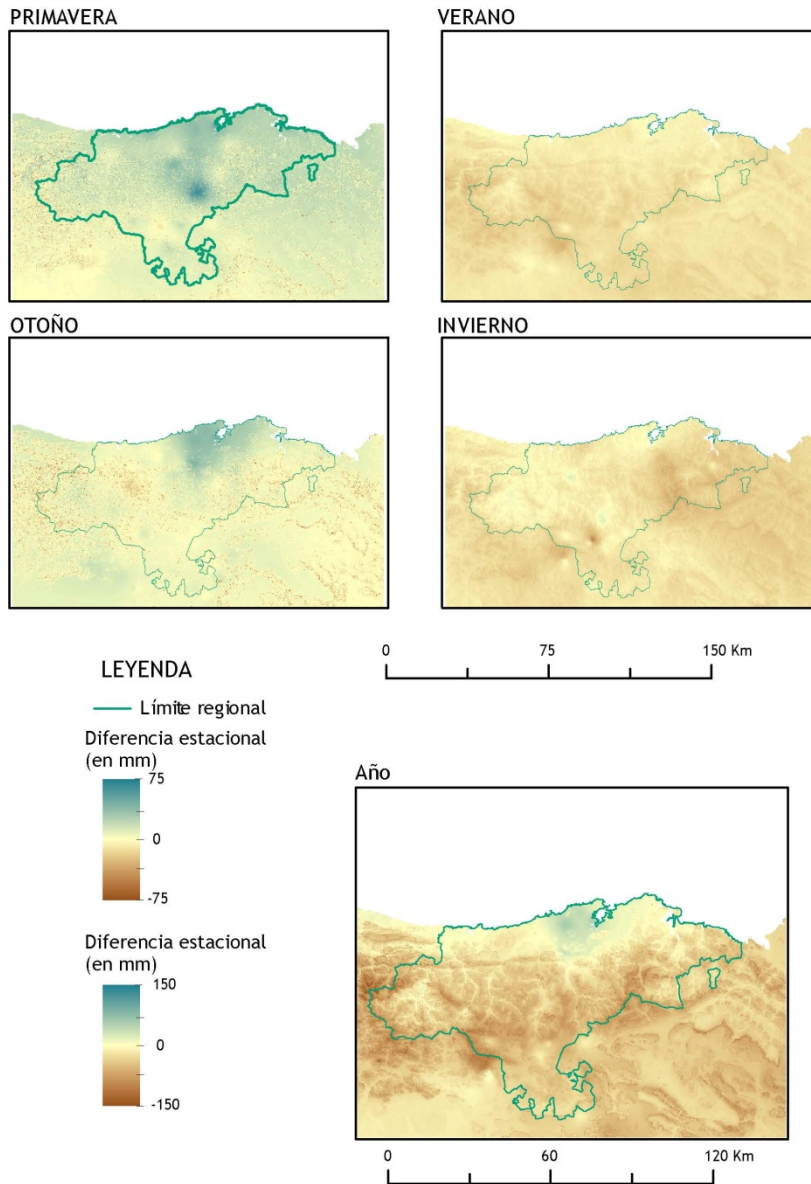 PRIMAVERA
VERANO
OTOÑO
INVIERNO
0 75 150 Km
LEYENDA
Límite regional
Diferencia estacional
(en mm)
75
0
-75
Año
Diferencia estacional
(en mm)
150
0
-150
0 60 120 Km